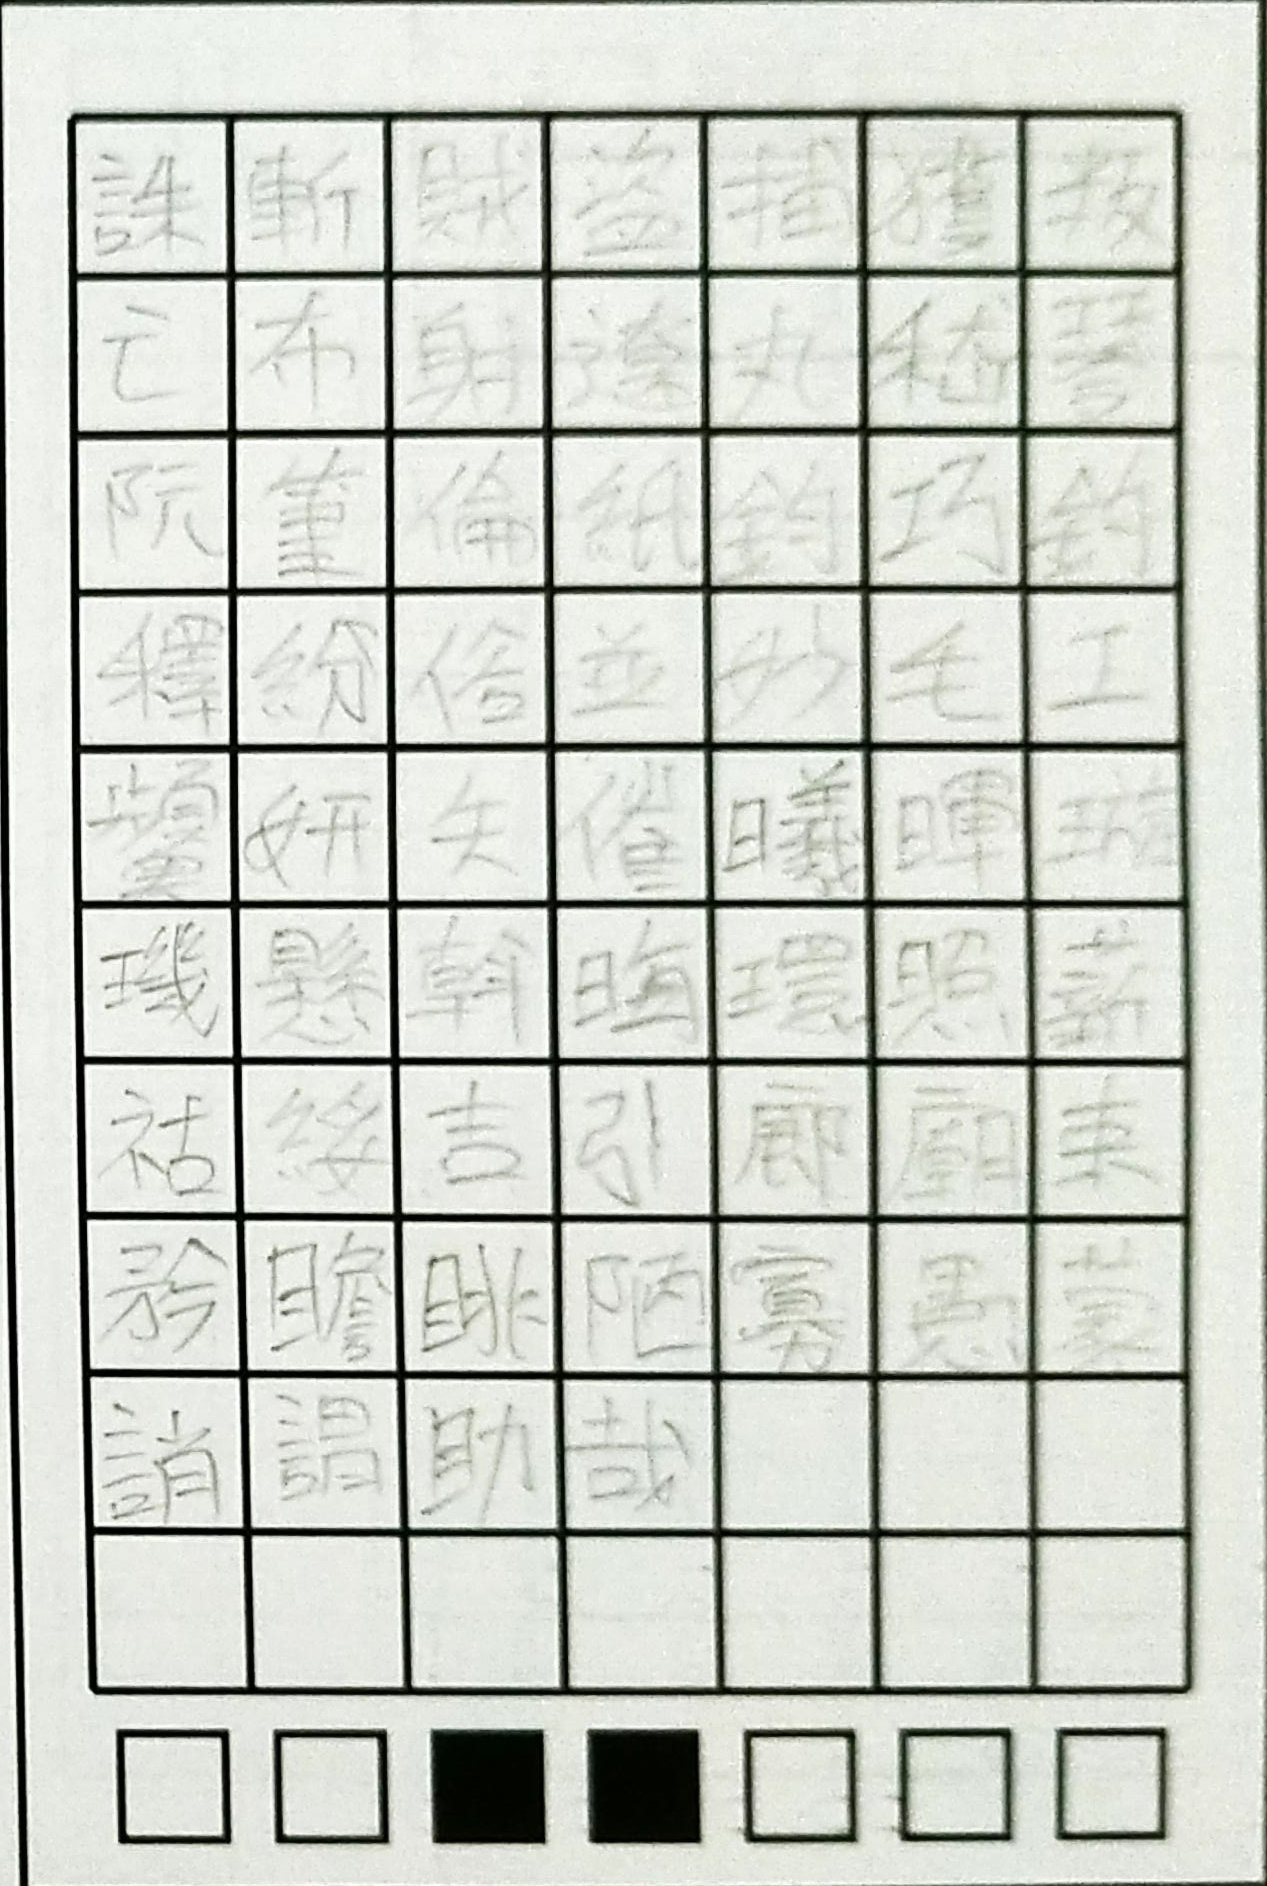 誅斬賊盜捕獲叛
亡布射遼丸嵇琴
阮筆倫紙鈞巧釣
釋紛俗並妙毛工
顰妍矢催曦暉璇
璣懸斡晦環照薪
祜綏吉引廊廟束
矜瞻眺陋寡愚蒙
誚謂助哉